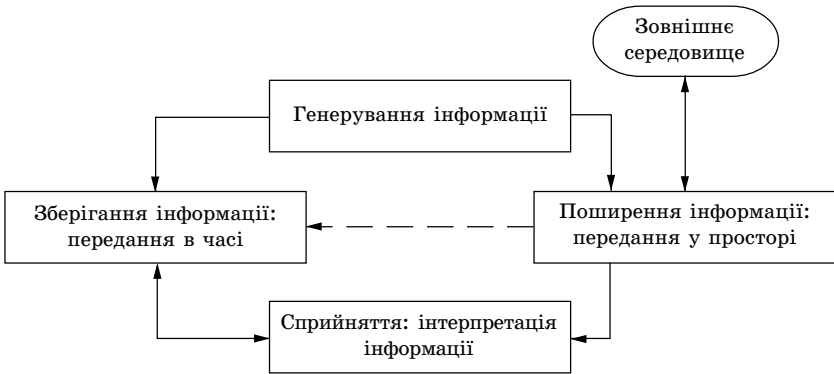 Зовнішнє
середовище
Генерування інформації
Зберігання інформації:
передання в часі
Поширення інформації:
передання у просторі
Сприйняття: інтерпретація
інформації